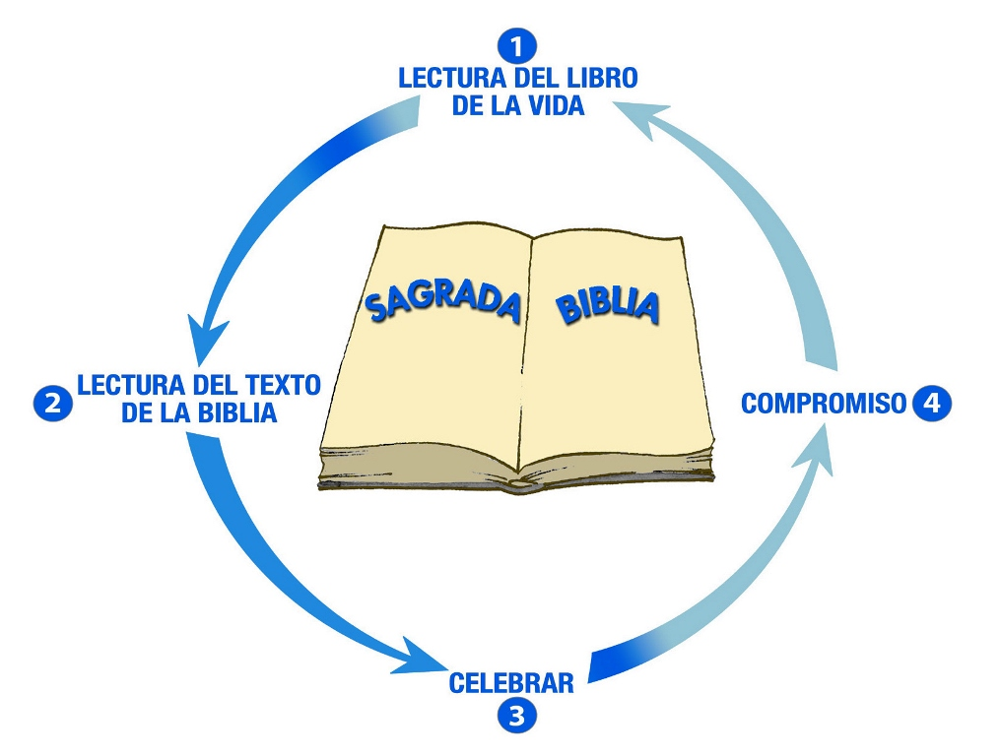 1
LECTURA DEL LIBRO
DE LA VIDA
SAGRADA BIBLIA
2
LECTURA DEL TEXTO
DE LA BIBLIA
COMPROMISO 4
CELEBRAR
3